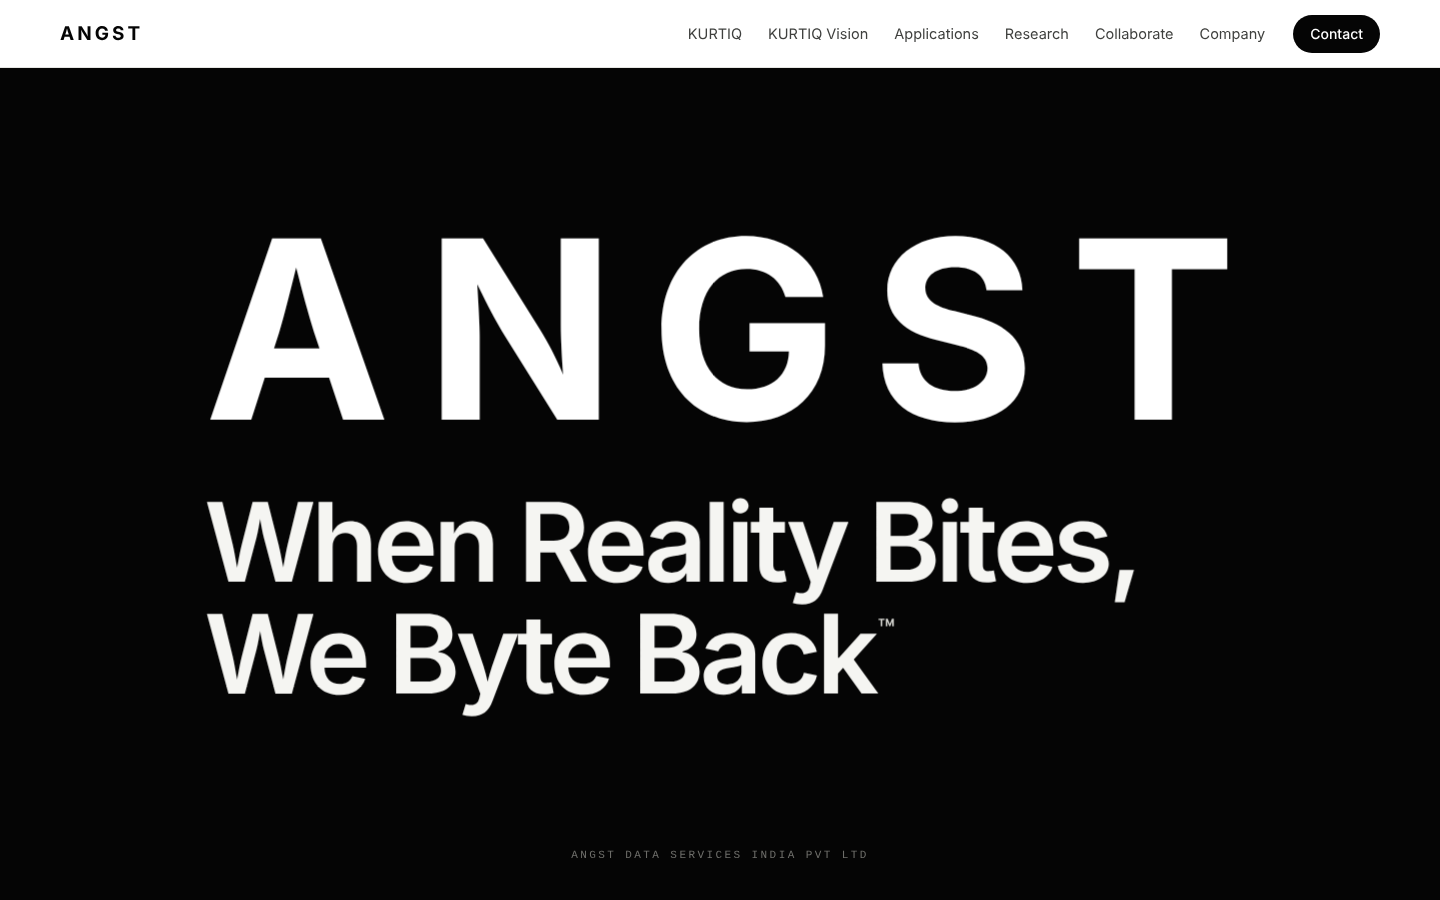 ANGST
KURTIQ
KURTIQ Vision
Applications
Research
Collaborate
Company
Contact
ANGST
When Reality Bites,
We Byte Back™
ANGST DATA SERVICES INDIA PVT LTD